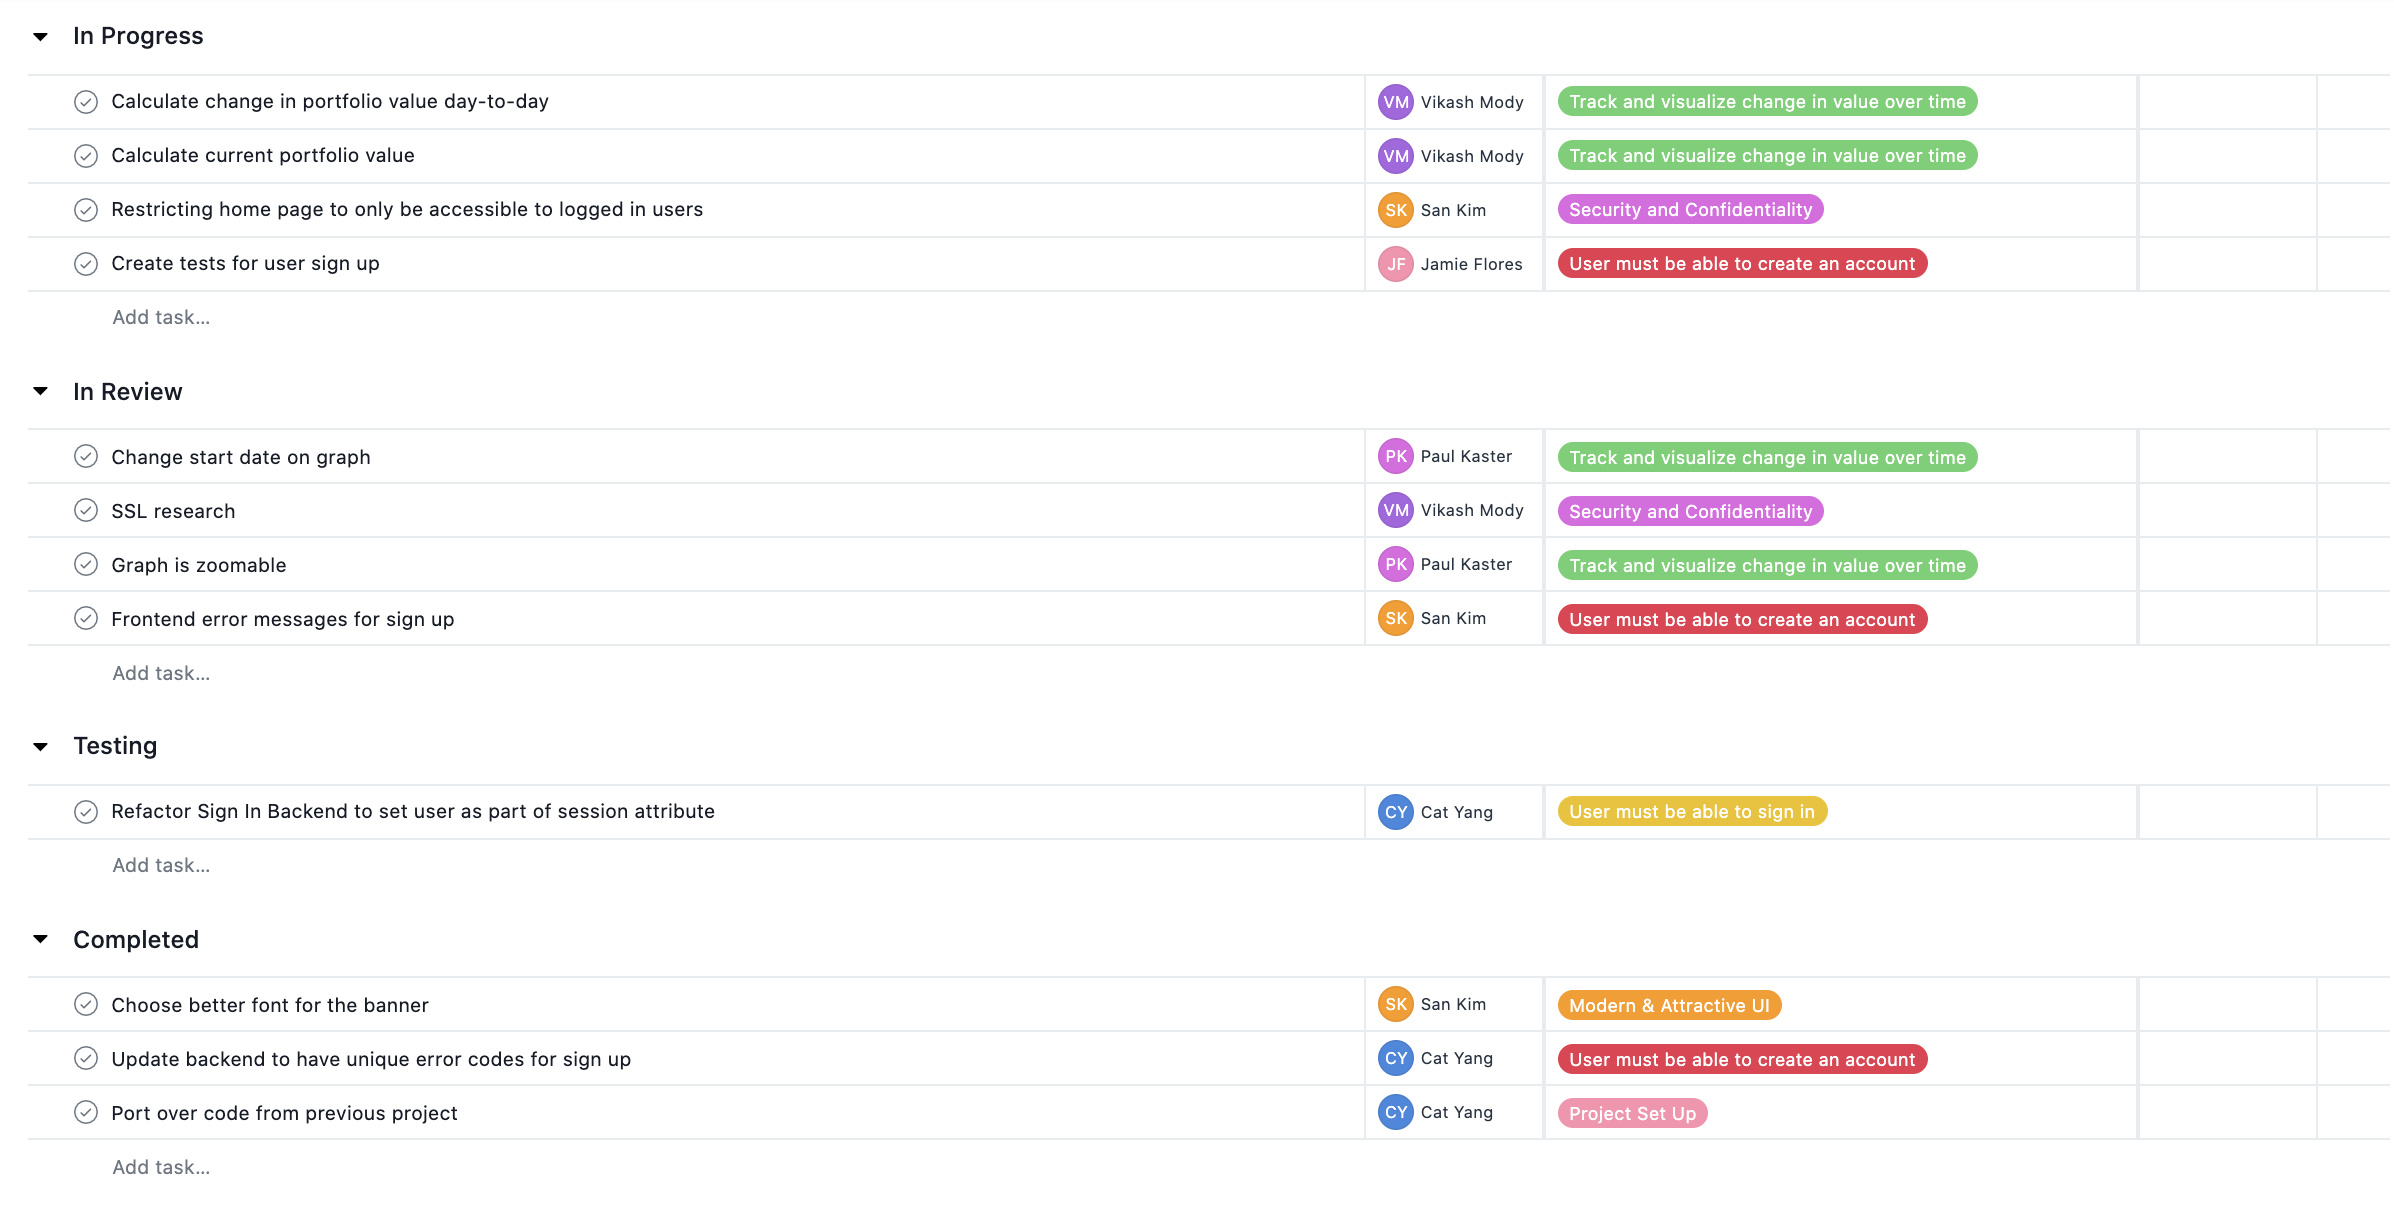 In Progress
Calculate change in portfolio value day-to-day VM Vikash Mody Track and visualize change in value over time
Calculate current portfolio value VM Vikash Mody Track and visualize change in value over time
Restricting home page to only be accessible to logged in users SK San Kim Security and Confidentiality
Create tests for user sign up JF Jamie Flores User must be able to create an account
Add task...
In Review
Change start date on graph PK Paul Kaster Track and visualize change in value over time
SSL research VM Vikash Mody Security and Confidentiality
Graph is zoomable PK Paul Kaster Track and visualize change in value over time
Frontend error messages for sign up SK San Kim User must be able to create an account
Add task...
Testing
Refactor Sign In Backend to set user as part of session attribute CY Cat Yang User must be able to sign in
Add task...
Completed
Choose better font for the banner SK San Kim Modern & Attractive UI
Update backend to have unique error codes for sign up CY Cat Yang User must be able to create an account
Port over code from previous project CY Cat Yang Project Set Up
Add task...